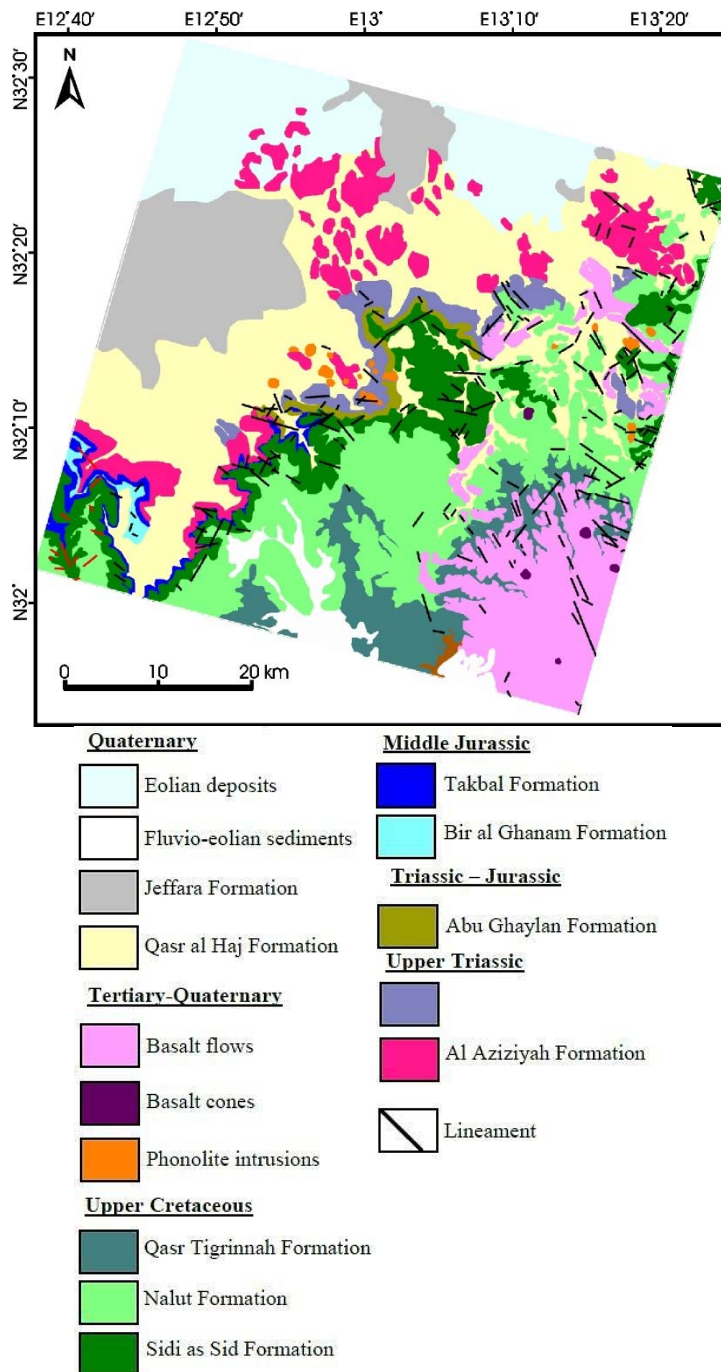 E12°40' E12°50' E13° E13°10' E13°20'
N32°30'
N
N32°20'
N32°10'
N32°
0 10 20 km
Quaternary
Eolian deposits
Fluvio-eolian sediments
Jeffara Formation
Qasr al Haj Formation
Tertiary-Quaternary
Basalt flows
Basalt cones
Phonolite intrusions
Upper Cretaceous
Qasr Tigrinnah Formation
Nalut Formation
Sidi as Sid Formation
Middle Jurassic
Takbal Formation
Bir al Ghanam Formation
Triassic – Jurassic
Abu Ghaylan Formation
Upper Triassic
Al Aziziyah Formation
Lineament